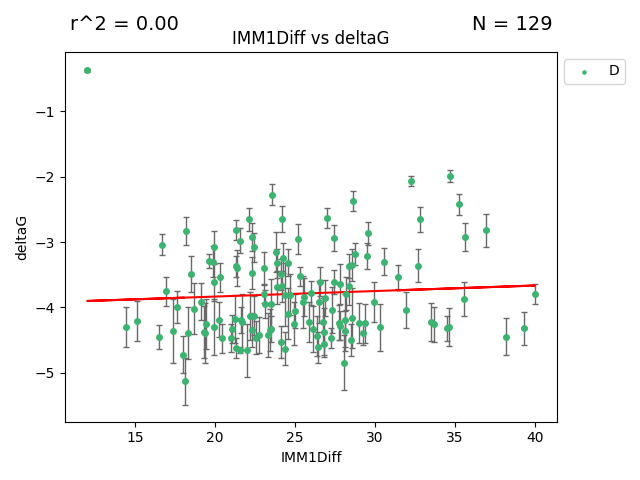 r^2 = 0.00
N = 129
IMM1Diff vs deltaG
D
−1
−2
−3
−4
−5
deltaG
15 20 25 30 35 40
IMM1Diff